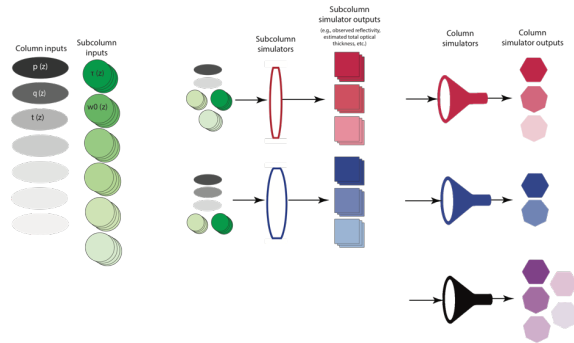 Column inputs
Subcolumn
inputs
p (z)
q (z)
t (z)
τ (z)
w0 (z)
Subcolumn
simulators
Subcolumn
simulator outputs
(e.g., observed reflectivity,
estimated total optical
thickness, etc.)
Column
simulators
Column
simulator outputs